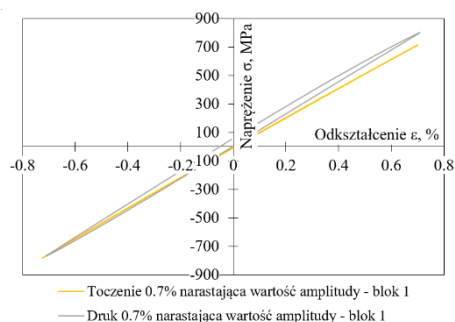 900
700
500
300
100
-100
-300
-500
-700
-900
Naprężenie σ, MPa
Odkształcenie ε, %
-0.8 -0.6 -0.4 -0.2 0 0.2 0.4 0.6 0.8
Toczenie 0.7% narastająca wartość amplitudy - blok 1
Druk 0.7% narastająca wartość amplitudy - blok 1